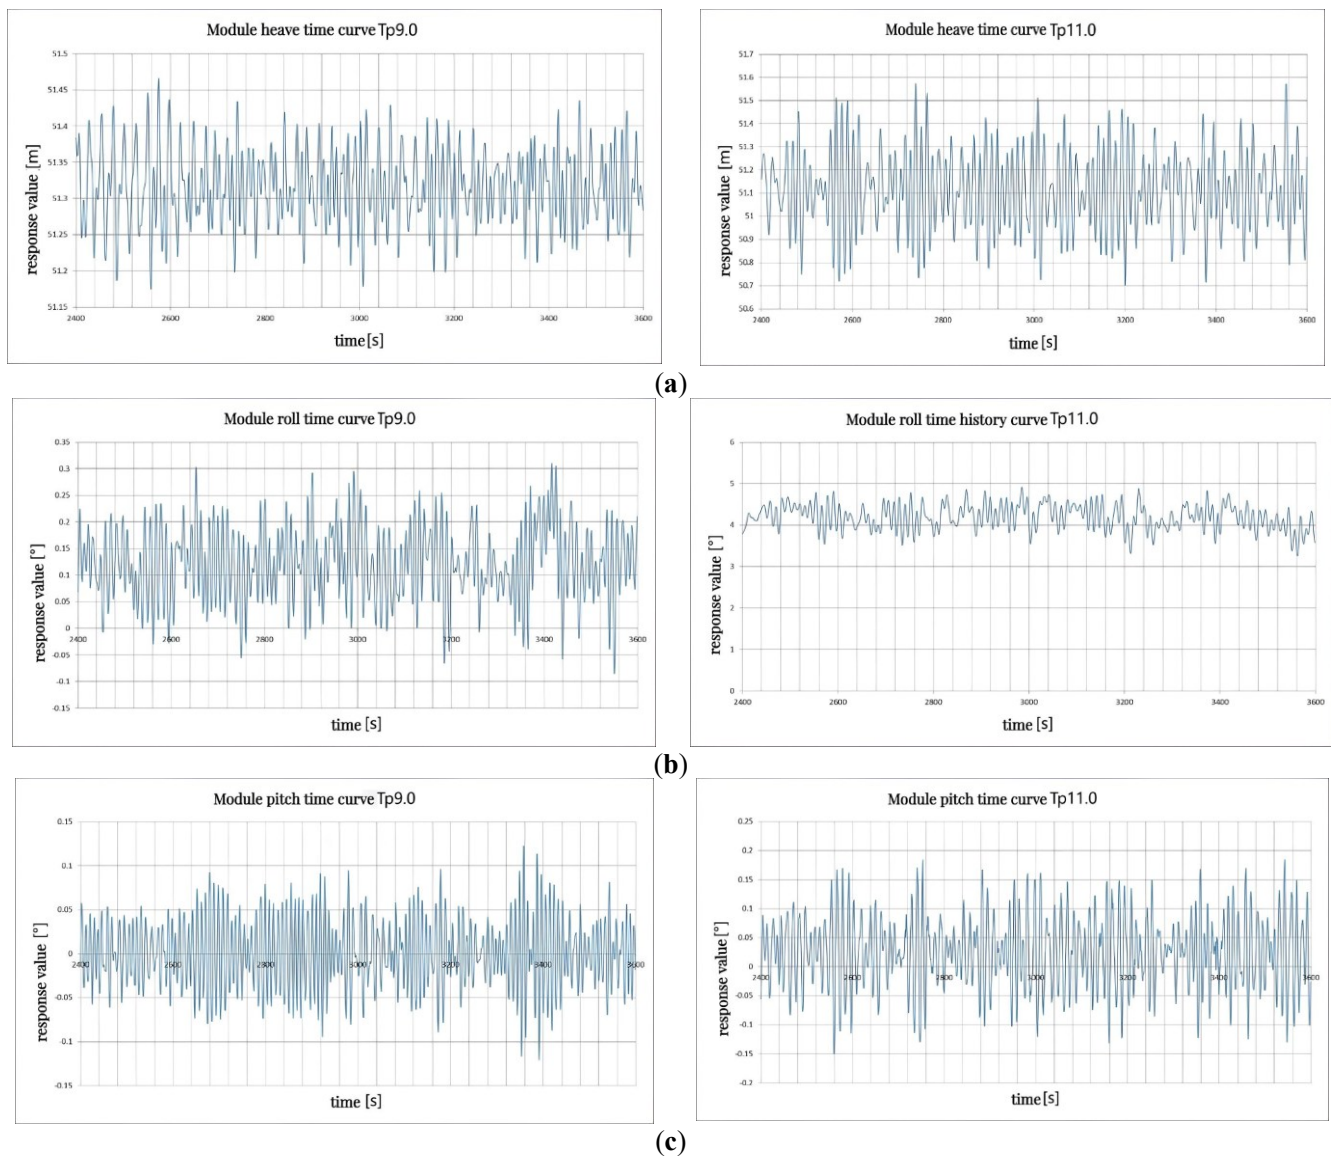 Module heave time curve Tp9.0
response value [m]
51.5
51.45
51.4
51.35
51.3
51.25
51.2
51.15
2400 2600 2800 3000 3200 3400 3600
time[s]
Module heave time curve Tp11.0
response value [m]
51.7
51.6
51.5
51.4
51.3
51.2
51.1
51
50.9
50.8
50.7
50.6
2400 2600 2800 3000 3200 3400 3600
time[s]
(a)
Module roll time curve Tp9.0
response value [°]
0.35
0.3
0.25
0.2
0.15
0.1
0.05
0
-0.05
-0.1
-0.15
2400 2600 2800 3000 3200 3400 3600
time [s]
Module roll time history curve Tp11.0
response value [°]
6
5
4
3
2
1
0
2400 2600 2800 3000 3200 3400 3600
time [s]
(b)
Module pitch time curve Tp9.0
response value [°]
0.15
0.1
0.05
0
-0.05
-0.1
-0.15
2400 2600 2800 3000 3200 3400 3600
time [s]
Module pitch time curve Tp11.0
response value [°]
0.25
0.2
0.15
0.1
0.05
0
-0.05
-0.1
-0.15
-0.2
2400 2600 2800 3000 3200 3400 3600
time[s]
(c)